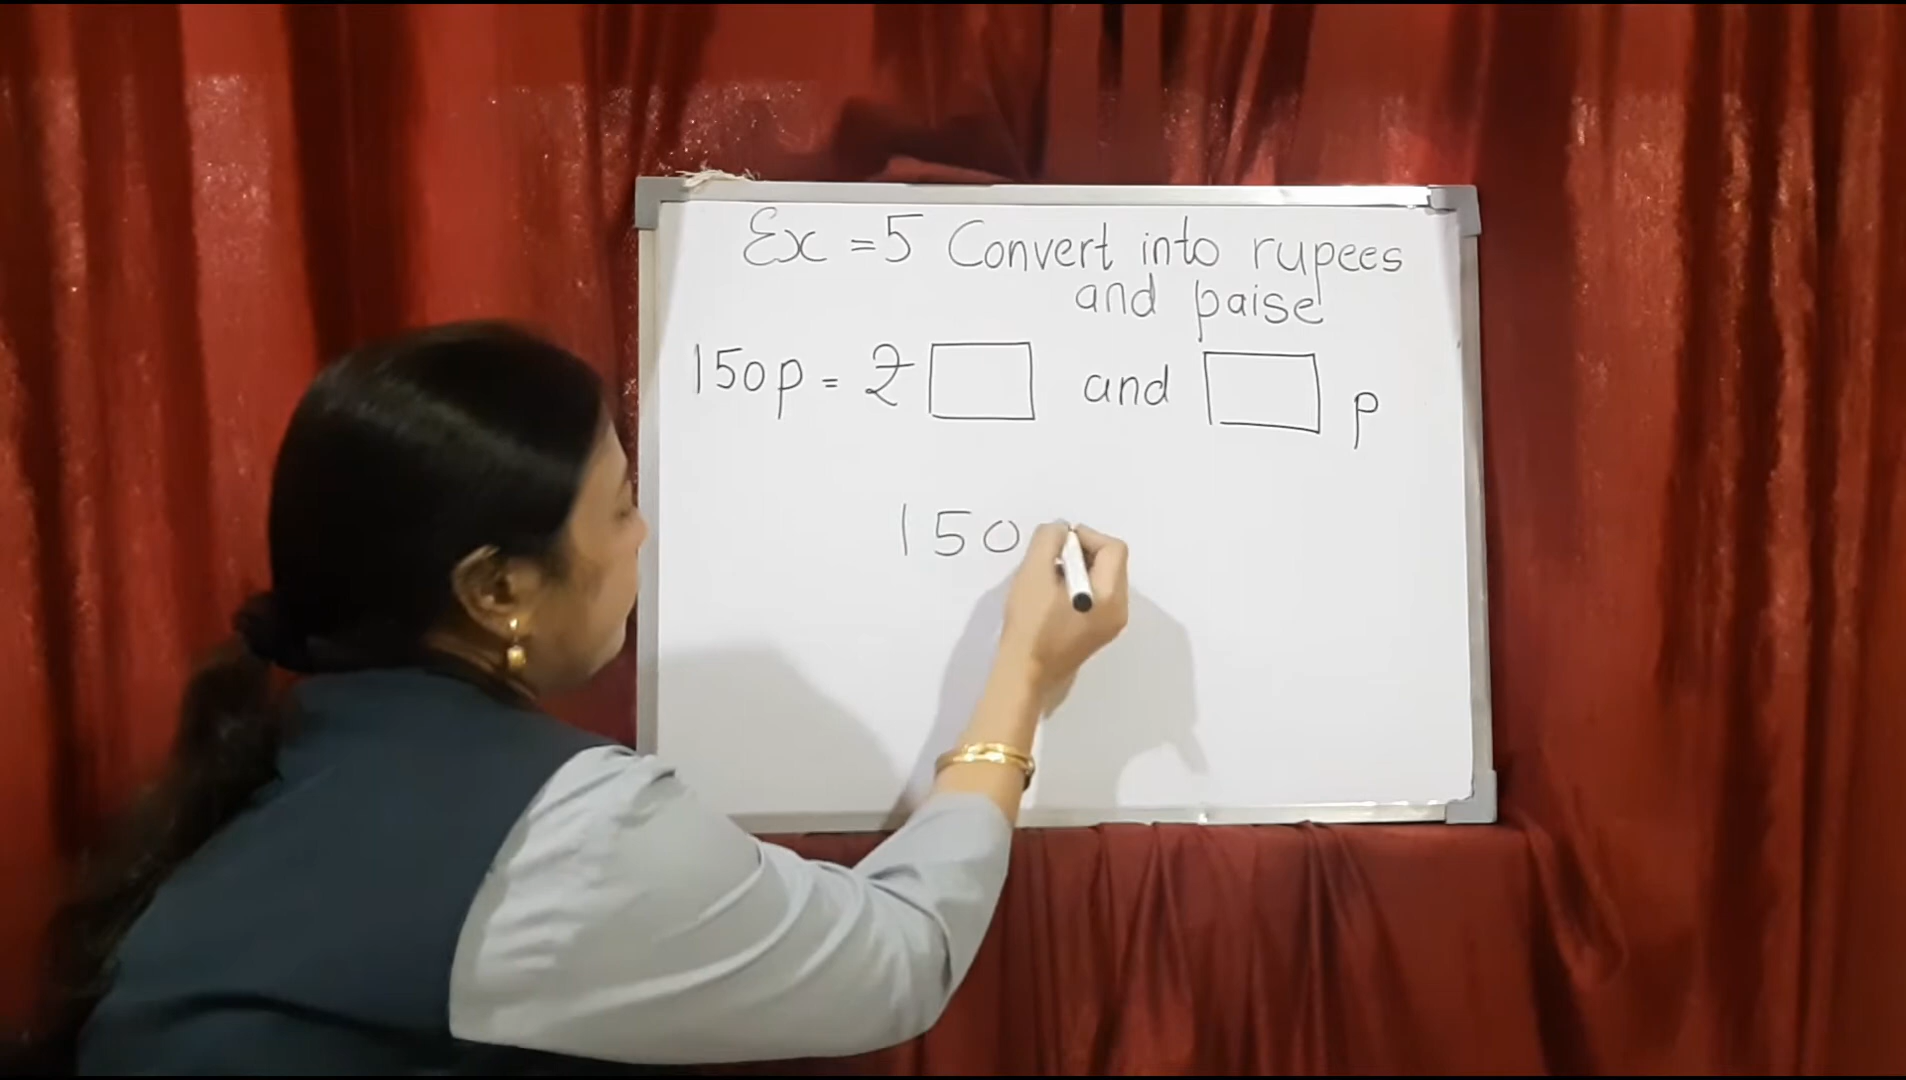 Ex = 5 Convert into rupees
and paise
150p = ₹ and p
150